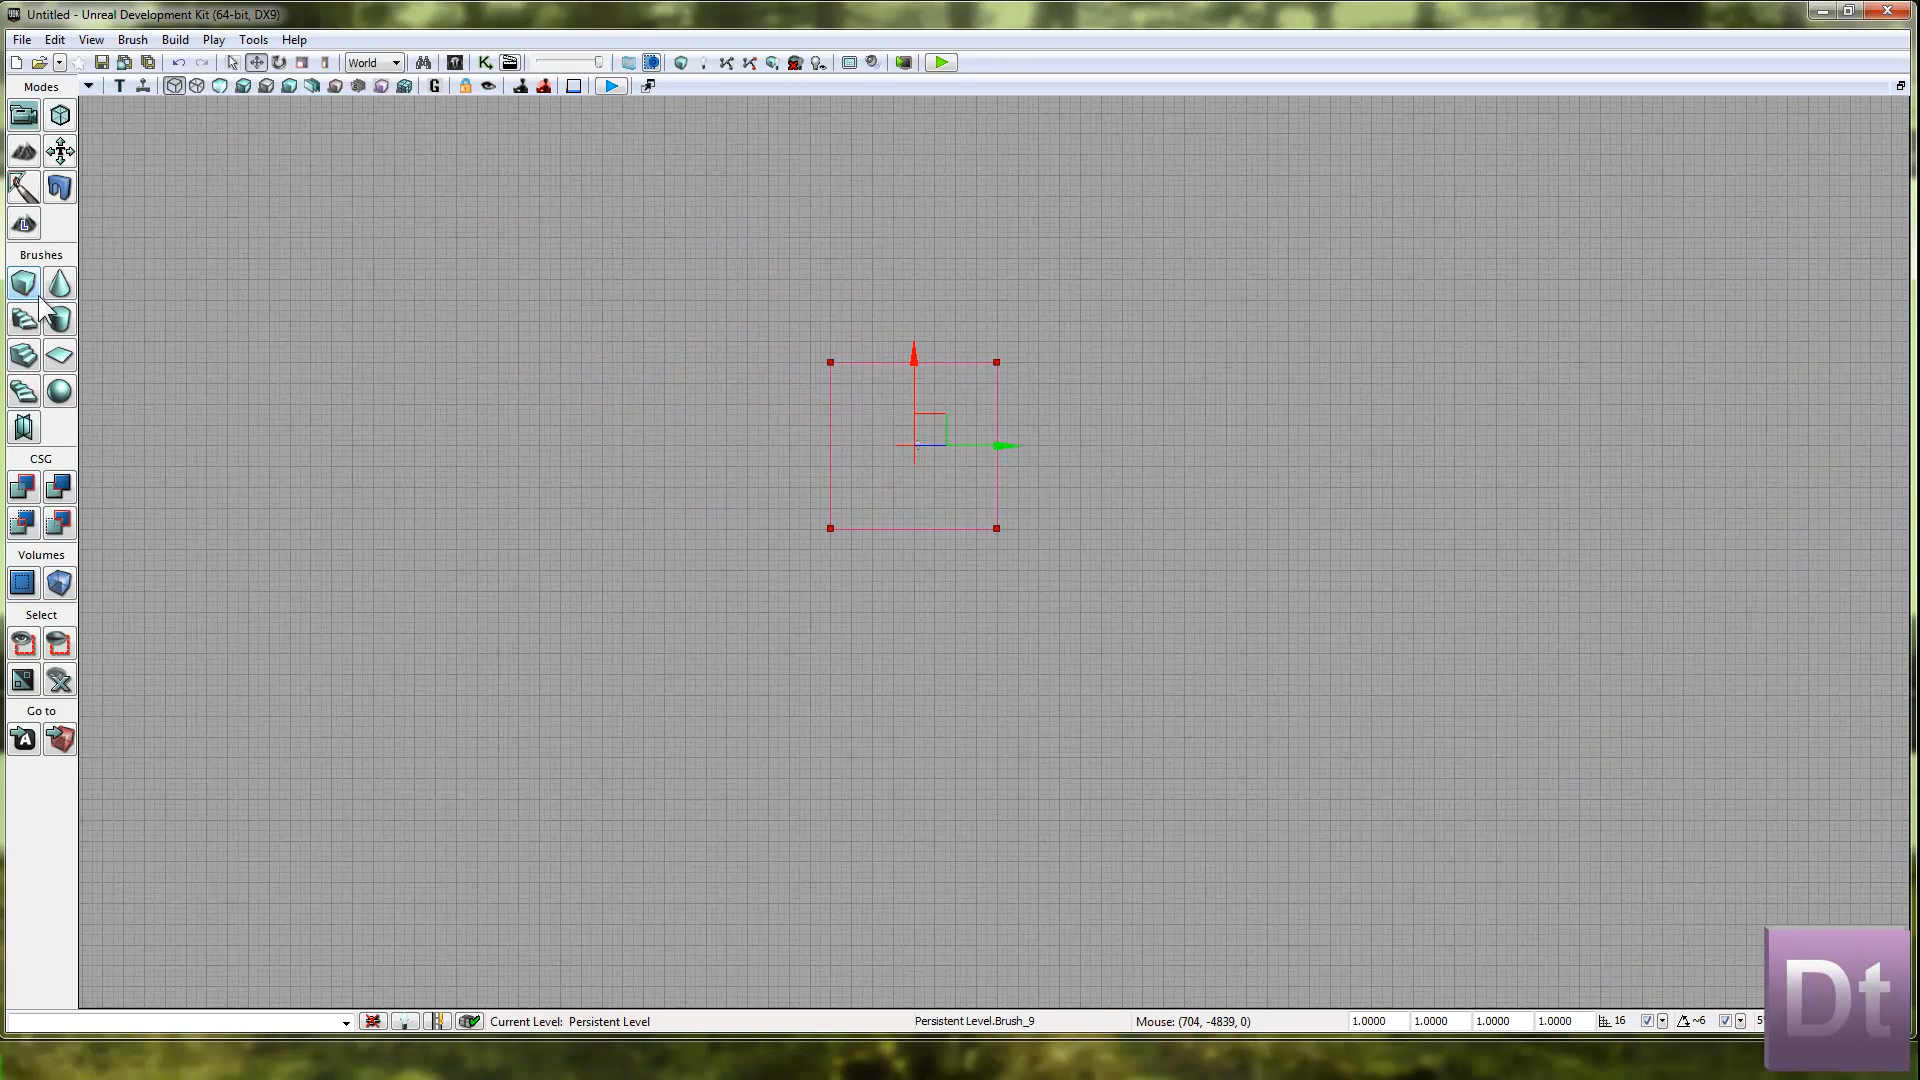 Untitled - Unreal Development Kit (64-bit, DX9)
File Edit View Brush Build Play Tools Help
World
Modes
T
G
Brushes
CSG
Volumes
Select
Go to
A
Current Level: Persistent Level
Persistent Level.Brush_9
Mouse: (704, -4839, 0)
1.0000 1.0000 1.0000 1.0000
16
~6
Dt